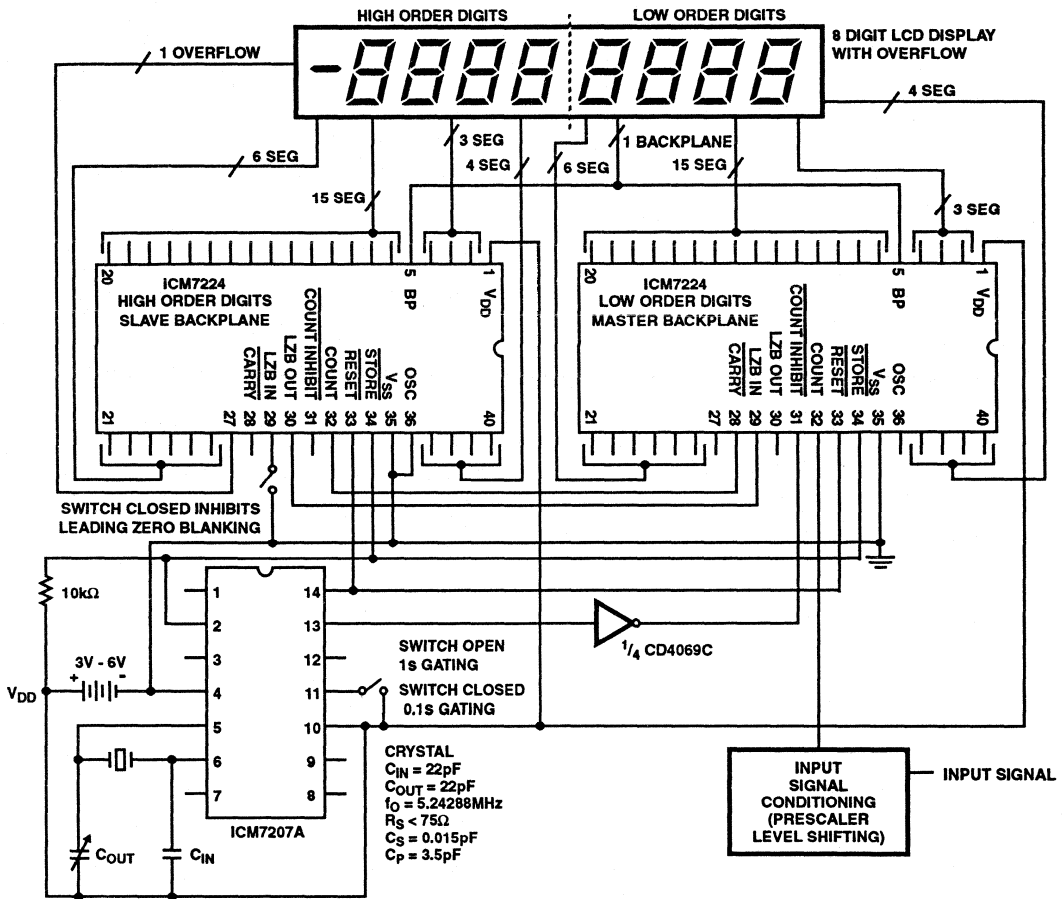 HIGH ORDER DIGITS
LOW ORDER DIGITS
8 DIGIT LCD DISPLAY
WITH OVERFLOW
1 OVERFLOW
4 SEG
6 SEG
15 SEG
3 SEG
4 SEG
6 SEG
1 BACKPLANE
15 SEG
3 SEG
20
5
1
BP
VDD
ICM7224
HIGH ORDER DIGITS
SLAVE BACKPLANE
CARRY
LZB IN
LZB OUT
COUNT INHIBIT
COUNT
RESET
STORE
VSS
OSC
21
27
28
29
30
31
32
33
34
35
36
40
20
5
1
BP
VDD
ICM7224
LOW ORDER DIGITS
MASTER BACKPLANE
CARRY
LZB IN
LZB OUT
COUNT INHIBIT
COUNT
RESET
STORE
VSS
OSC
21
27
28
29
30
31
32
33
34
35
36
40
SWITCH CLOSED INHIBITS
LEADING ZERO BLANKING
10kΩ
3V - 6V
+ -
VDD
1
2
3
4
5
6
7
14
13
12
11
10
9
8
ICM7207A
COUT
CIN
SWITCH OPEN
1s GATING
SWITCH CLOSED
0.1s GATING
1/4 CD4069C
CRYSTAL
CIN = 22pF
COUT = 22pF
fO = 5.24288MHz
RS < 75Ω
CS = 0.015pF
CP = 3.5pF
INPUT
SIGNAL
CONDITIONING
(PRESCALER
LEVEL SHIFTING)
INPUT SIGNAL